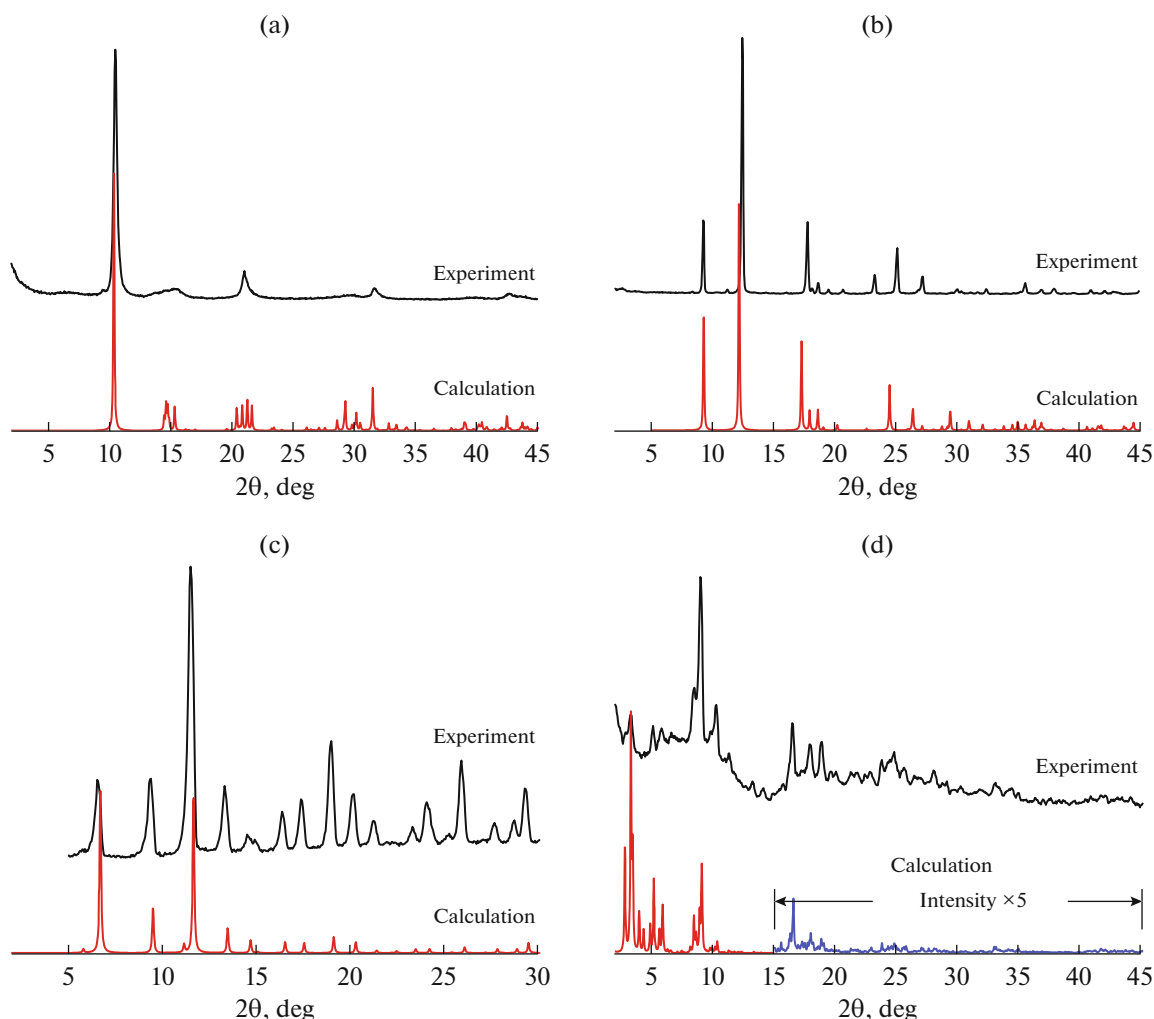 (a)
Experiment
Calculation
5 10 15 20 25 30 35 40 45
2θ, deg
(b)
Experiment
Calculation
5 10 15 20 25 30 35 40 45
2θ, deg
(c)
Experiment
Calculation
5 10 15 20 25 30
2θ, deg
(d)
Experiment
Calculation
Intensity ×5
5 10 15 20 25 30 35 40 45
2θ, deg